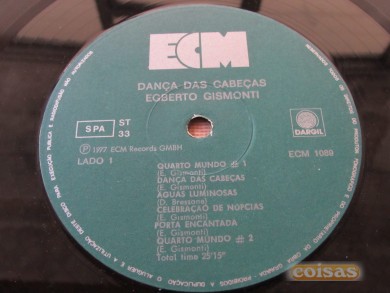 ECM
DANÇA DAS CABEÇAS
EGBERTO GISMONTI
SPA
ST
33
DARGIL
℗ 1977 ECM Records GMBH
LADO 1
ECM 1089
QUARTO MUNDO 1
(E. Gismonti)
DANÇA DAS CABEÇAS
(E. Gismonti)
ÁGUAS LUMINOSAS
(D. Bressane)
CELEBRAÇÃO DE NÚPCIAS
(E. Gismonti)
PORTA ENCANTADA
(E. Gismonti)
QUARTO MUNDO 2
(E. Gismonti)
Total time 25'15"
coisas